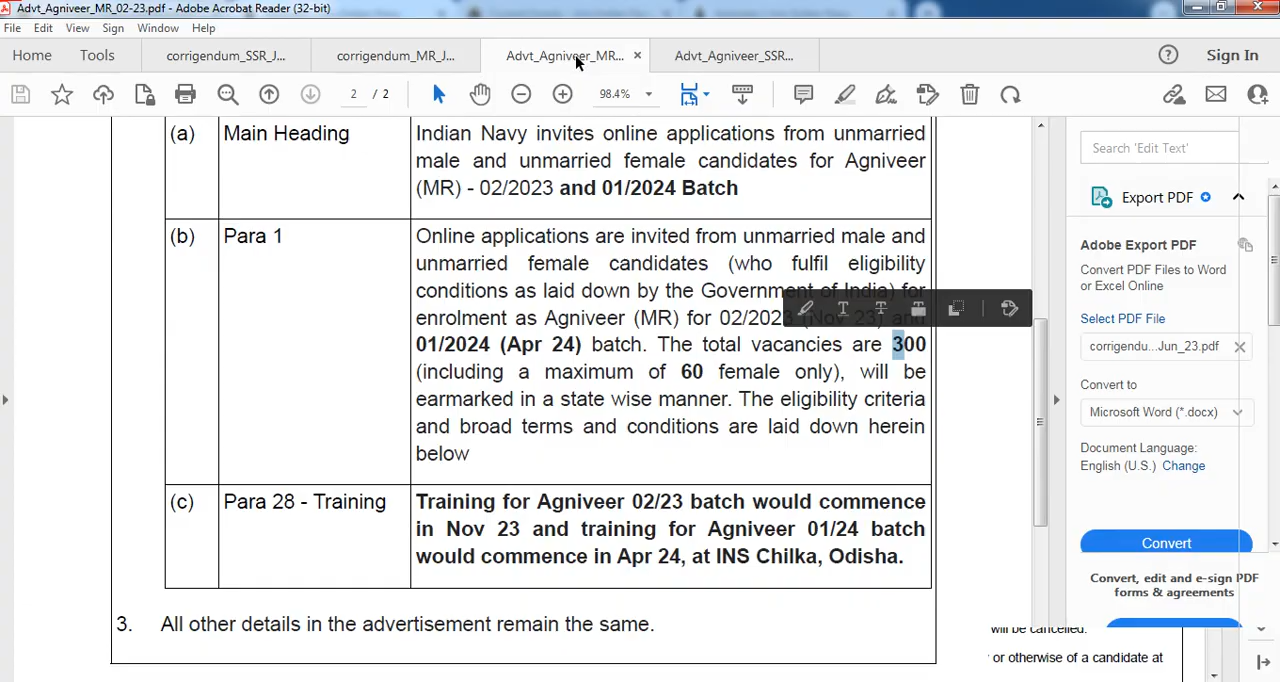 Advt_Agniveer_MR_02-23.pdf - Adobe Acrobat Reader (32-bit)
File Edit View Sign Window Help
Home Tools corrigendum_SSR_J... corrigendum_MR_J... Advt_Agniveer_MR... × Advt_Agniveer_SSR... Sign In
2 / 2 98.4%
(a) Main Heading Indian Navy invites online applications from unmarried
male and unmarried female candidates for Agniveer
(MR) - 02/2023 and 01/2024 Batch
(b) Para 1 Online applications are invited from unmarried male and
unmarried female candidates (who fulfil eligibility
conditions as laid down by the Government of India) for
enrolment as Agniveer (MR) for 02/2023 (Nov 23) and
01/2024 (Apr 24) batch. The total vacancies are 300
(including a maximum of 60 female only), will be
earmarked in a state wise manner. The eligibility criteria
and broad terms and conditions are laid down herein
below
(c) Para 28 - Training Training for Agniveer 02/23 batch would commence
in Nov 23 and training for Agniveer 01/24 batch
would commence in Apr 24, at INS Chilka, Odisha.
3. All other details in the advertisement remain the same.
Search 'Edit Text'
Export PDF
Adobe Export PDF
Convert PDF Files to Word
or Excel Online
Select PDF File
corrigendu...Jun_23.pdf
Convert to
Microsoft Word (*.docx)
Document Language:
English (U.S.) Change
Convert
Convert, edit and e-sign PDF
forms & agreements
will be cancelled.
or otherwise of a candidate at